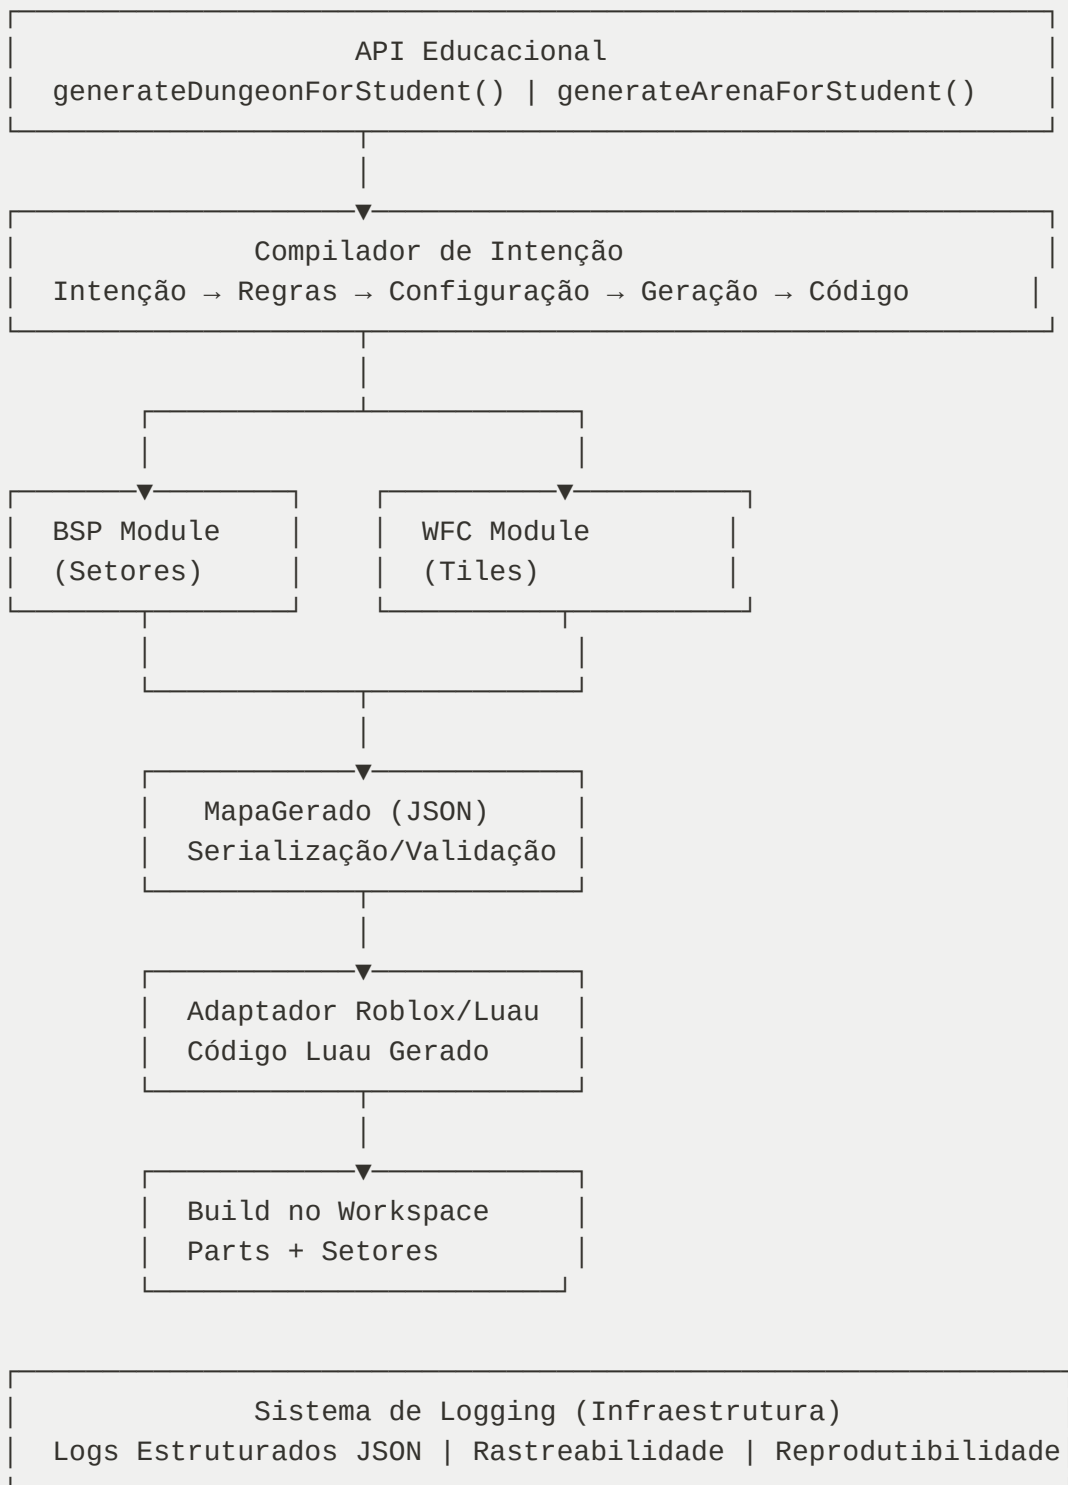 API Educacional
generateDungeonForStudent() | generateArenaForStudent()
Compilador de Intenção
Intenção → Regras → Configuração → Geração → Código
BSP Module
(Setores)
WFC Module
(Tiles)
MapaGerado (JSON)
Serialização/Validação
Adaptador Roblox/Luau
Código Luau Gerado
Build no Workspace
Parts + Setores
Sistema de Logging (Infraestrutura)
Logs Estruturados JSON | Rastreabilidade | Reprodutibilidade